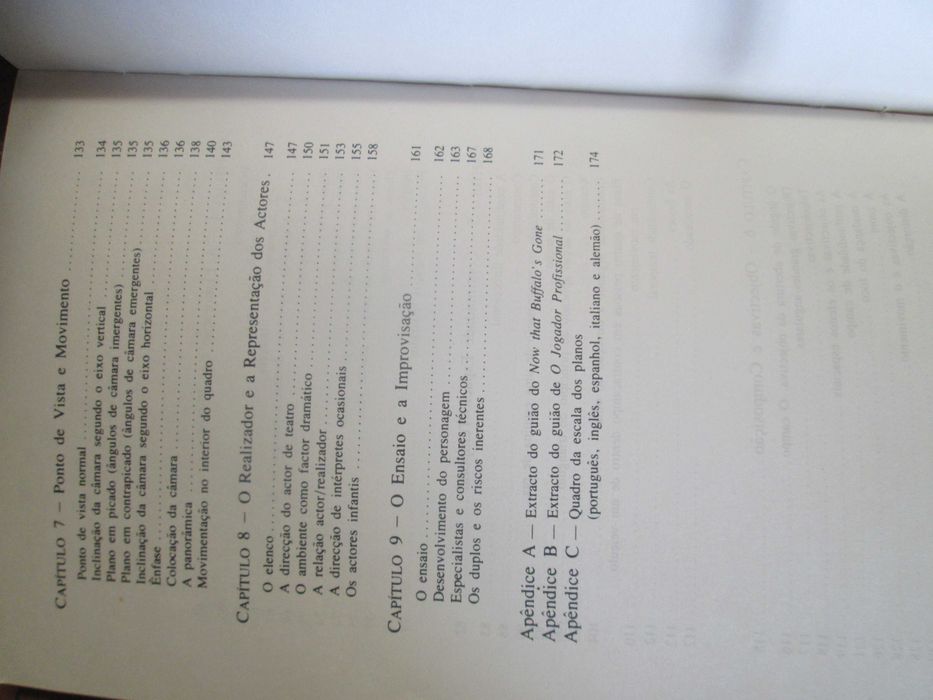 CAPÍTULO 7 — Ponto de Vista e Movimento .......... 133
Ponto de vista normal .......... 134
Inclinação da câmara segundo o eixo vertical .......... 135
Plano em picado (ângulos de câmara imergentes) .......... 135
Plano em contrapicado (ângulos de câmara emergentes) .......... 135
Inclinação da câmara segundo o eixo horizontal .......... 136
Ênfase .......... 136
Colocação da câmara .......... 138
A panorâmica .......... 140
Movimentação no interior do quadro .......... 143
CAPÍTULO 8 — O Realizador e a Representação dos Actores . 147
O elenco .......... 147
A direcção do actor de teatro .......... 150
O ambiente como factor dramático .......... 151
A relação actor/realizador .......... 153
A direcção de intérpretes ocasionais .......... 155
Os actores infantis .......... 158
CAPÍTULO 9 — O Ensaio e a Improvisação .......... 161
O ensaio .......... 162
Desenvolvimento do personagem .......... 163
Especialistas e consultores técnicos .......... 167
Os duplos e os riscos inerentes .......... 168
Apêndice A — Extracto do guião do Now that Buffalo's Gone 171
Apêndice B — Extracto do guião de O Jogador Profissional ...... 172
Apêndice C — Quadro da escala dos planos
(português, inglês, espanhol, italiano e alemão) ...... 174